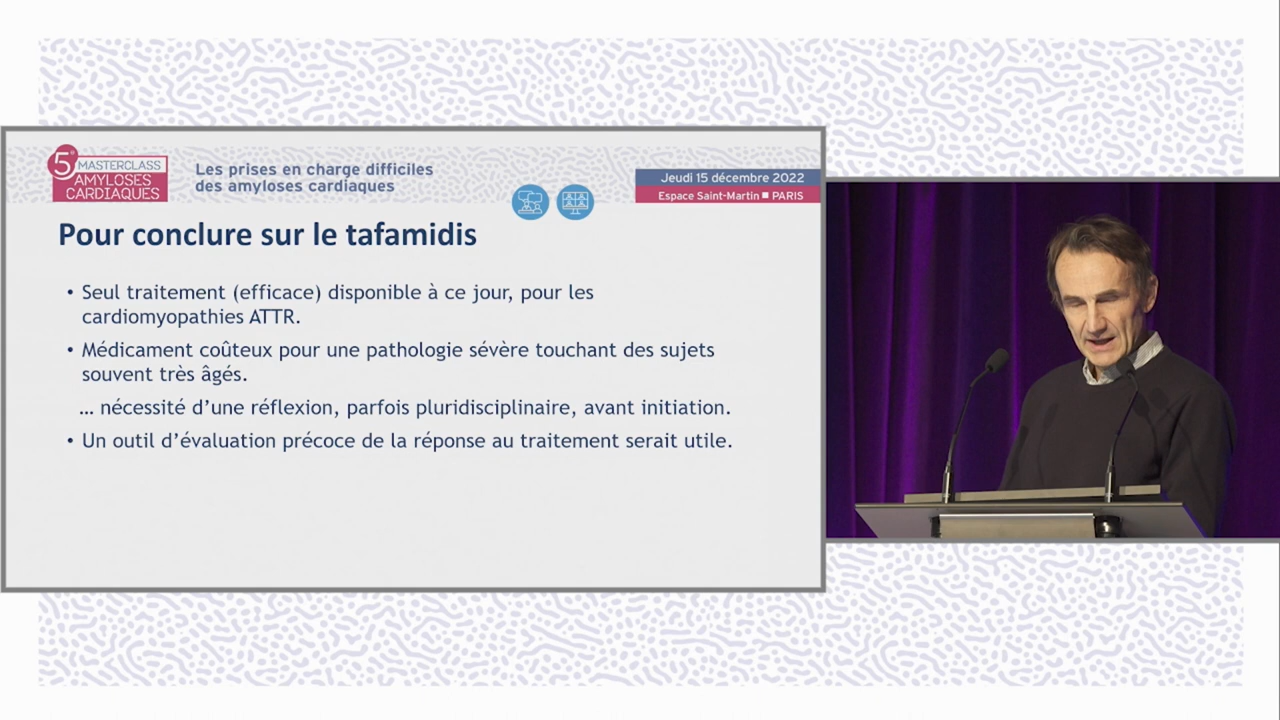 5e MASTERCLASS
AMYLOSES
CARDIAQUES
Les prises en charge difficiles
des amyloses cardiaques
Jeudi 15 décembre 2022
Espace Saint-Martin ■ PARIS
Pour conclure sur le tafamidis
• Seul traitement (efficace) disponible à ce jour, pour les
cardiomyopathies ATTR.
• Médicament coûteux pour une pathologie sévère touchant des sujets
souvent très âgés.
… nécessité d’une réflexion, parfois pluridisciplinaire, avant initiation.
• Un outil d’évaluation précoce de la réponse au traitement serait utile.